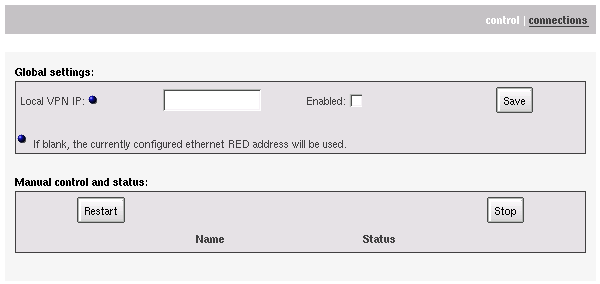 control | connections
Global settings:
Local VPN IP: Enabled: Save
If blank, the currently configured ethernet RED address will be used.
Manual control and status:
Restart Stop
Name Status